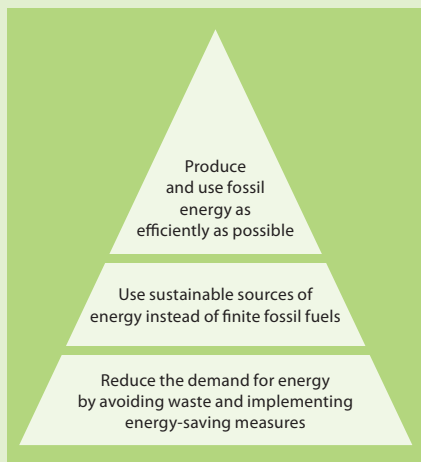 Produce
and use fossil
energy as
efficiently as possible
Use sustainable sources of
energy instead of finite fossil fuels
Reduce the demand for energy
by avoiding waste and implementing
energy-saving measures